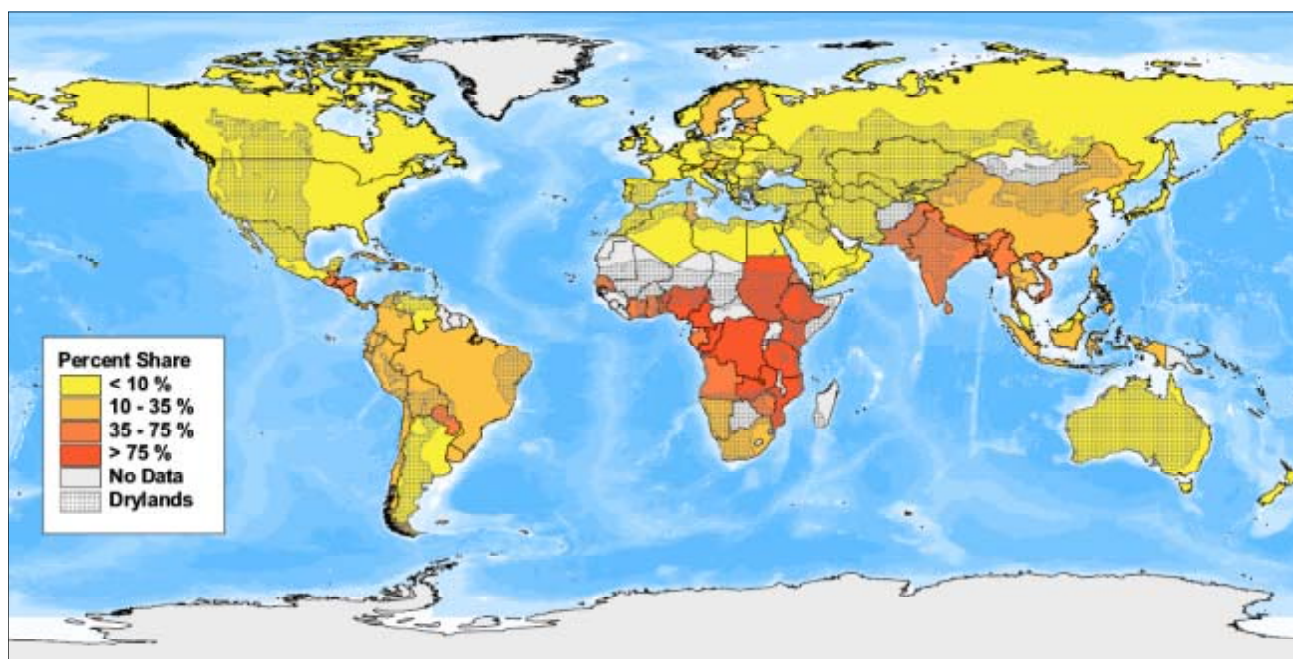 Percent Share
< 10 %
10 - 35 %
35 - 75 %
> 75 %
No Data
Drylands